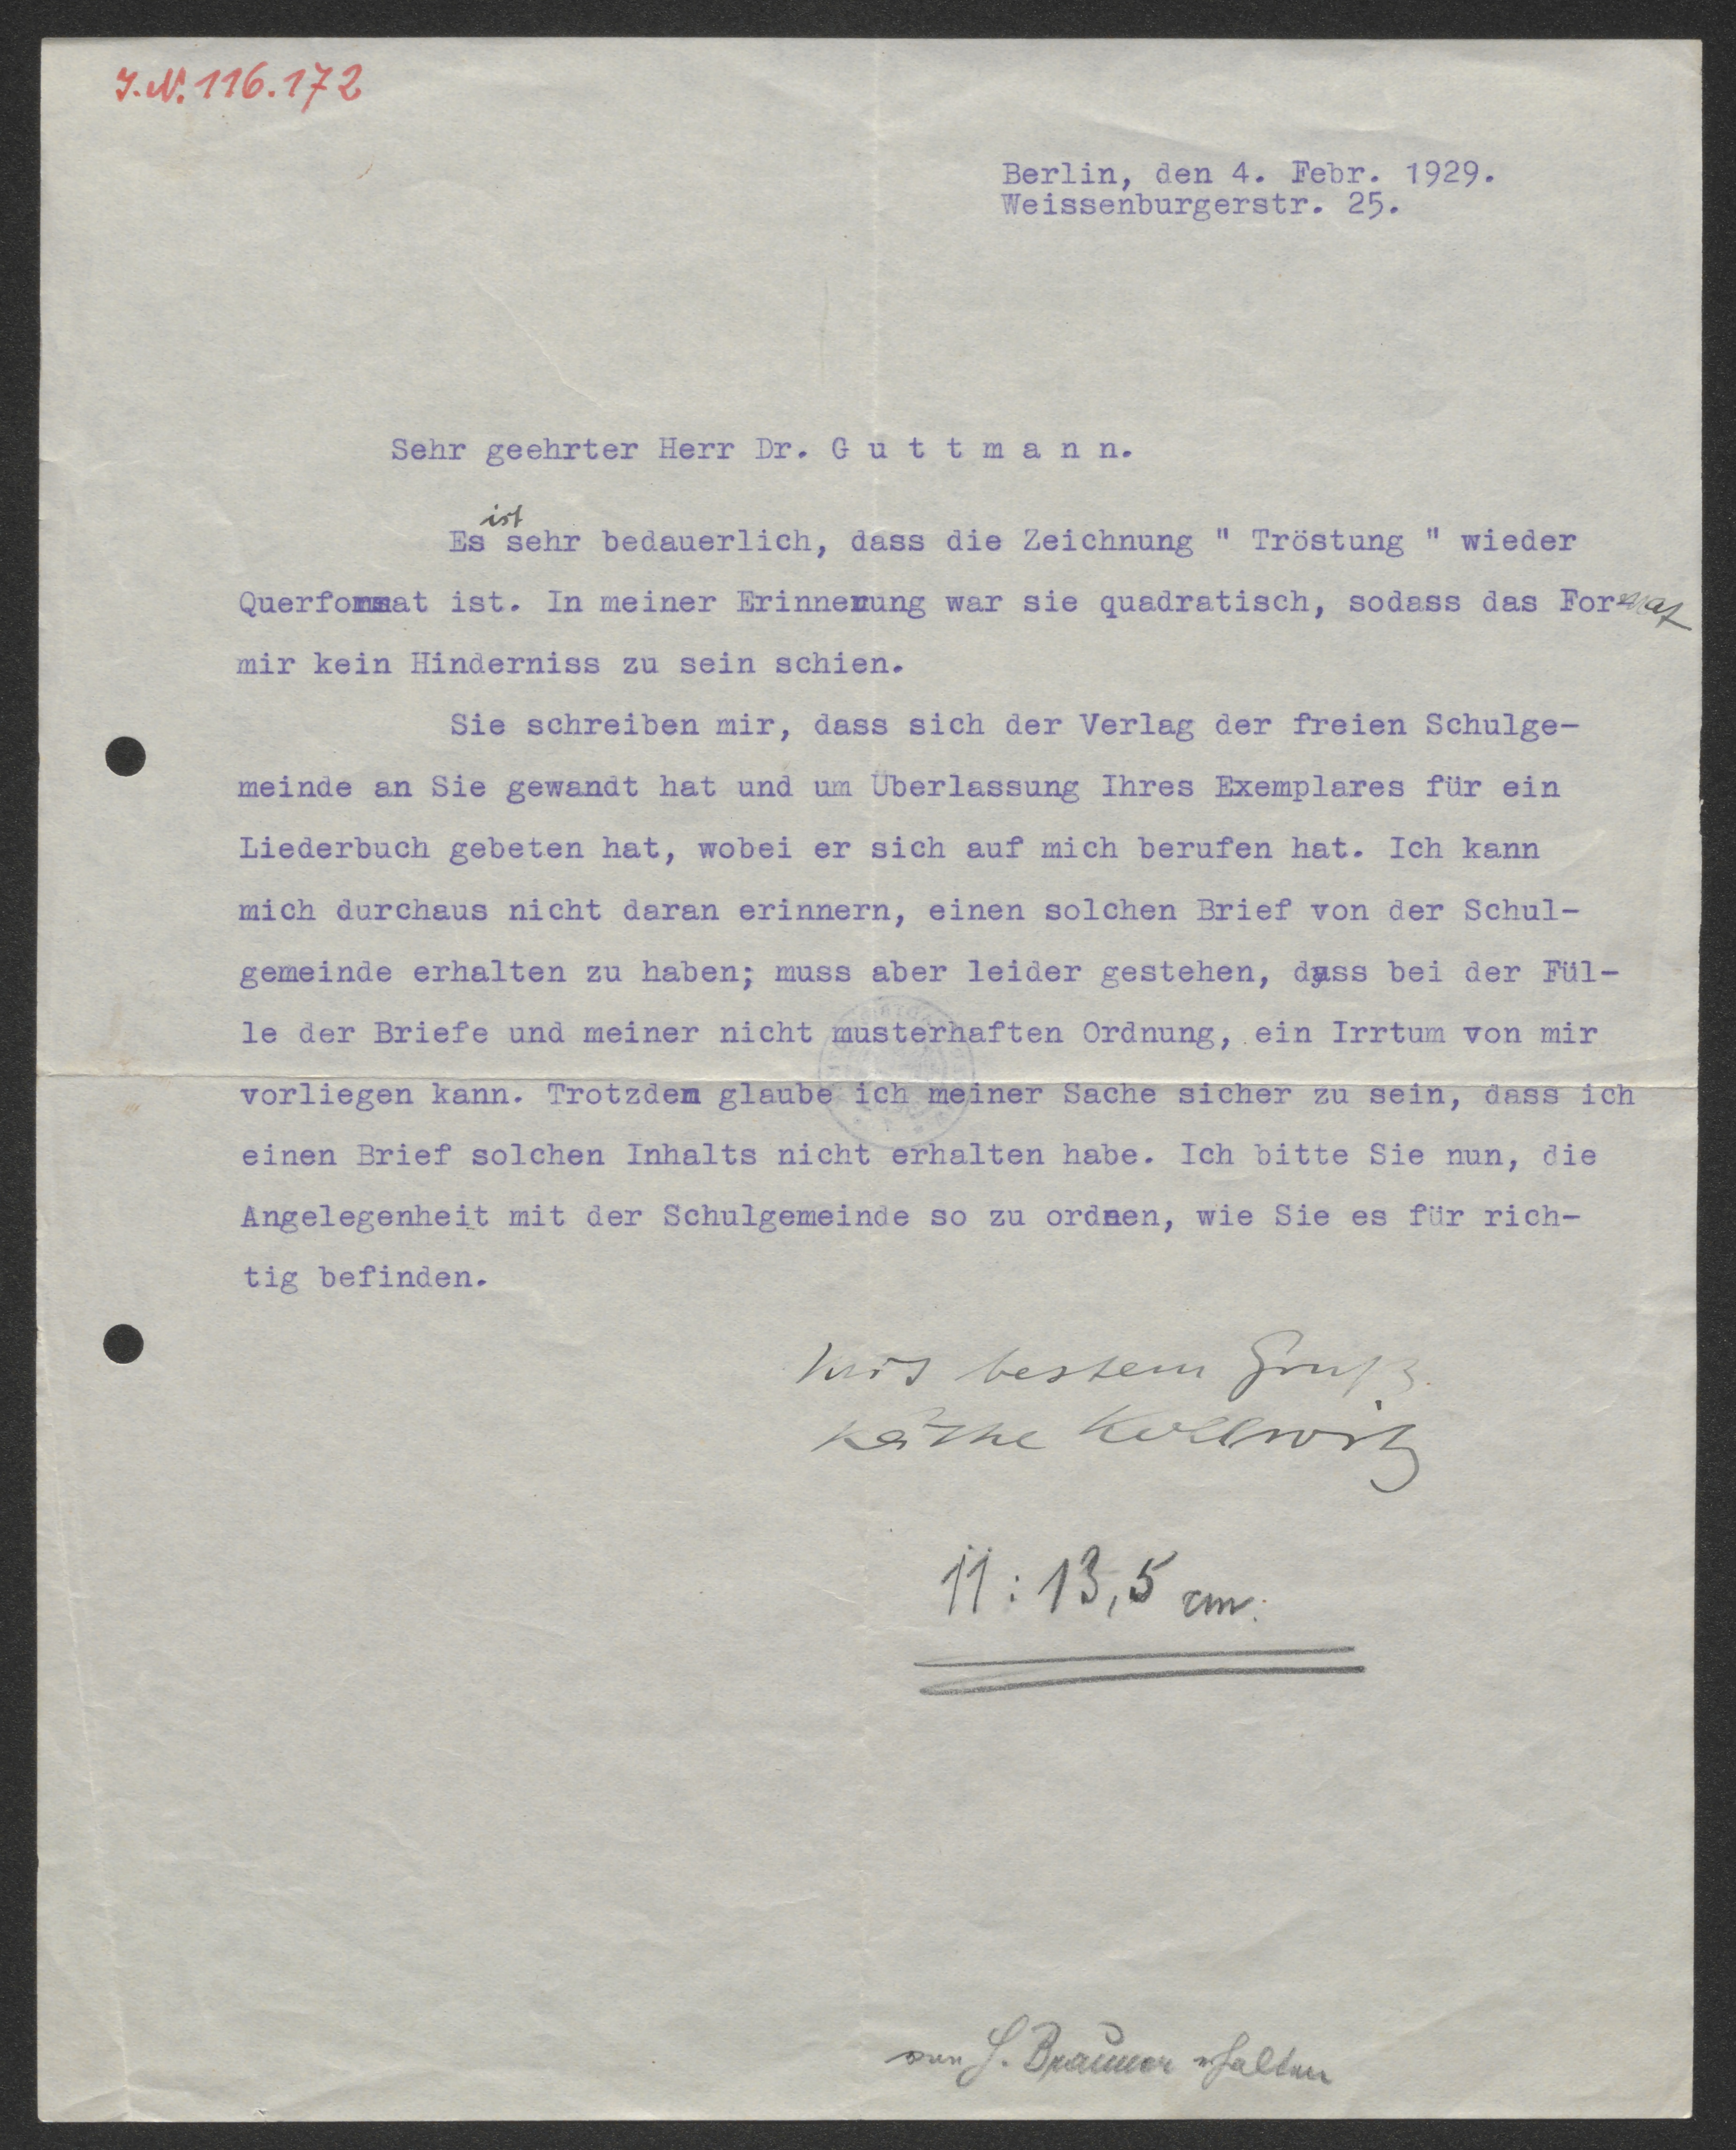 I.N. 116.172
Berlin, den 4. Febr. 1929.
Weissenburgerstr. 25.
Sehr geehrter Herr Dr. G u t t m a n n.
ist
Es sehr bedauerlich, dass die Zeichnung " Tröstung " wieder
Querformat ist. In meiner Erinnerung war sie quadratisch, sodass das Format
mir kein Hinderniss zu sein schien.
Sie schreiben mir, dass sich der Verlag der freien Schulge-
meinde an Sie gewandt hat und um Überlassung Ihres Exemplares für ein
Liederbuch gebeten hat, wobei er sich auf mich berufen hat. Ich kann
mich durchaus nicht daran erinnern, einen solchen Brief von der Schul-
gemeinde erhalten zu haben; muss aber leider gestehen, dass bei der Fül-
le der Briefe und meiner nicht musterhaften Ordnung, ein Irrtum von mir
vorliegen kann. Trotzdem glaube ich meiner Sache sicher zu sein, dass ich
einen Brief solchen Inhalts nicht erhalten habe. Ich bitte Sie nun, die
Angelegenheit mit der Schulgemeinde so zu ordnen, wie Sie es für rich-
tig befinden.
Mit bestem Gruß
Käthe Kollwitz
11 : 13,5 cm.
von erhalten